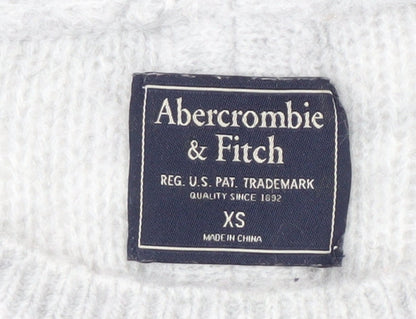 Abercrombie
& Fitch
REG. U.S. PAT. TRADEMARK
QUALITY SINCE 1892
XS
MADE IN CHINA